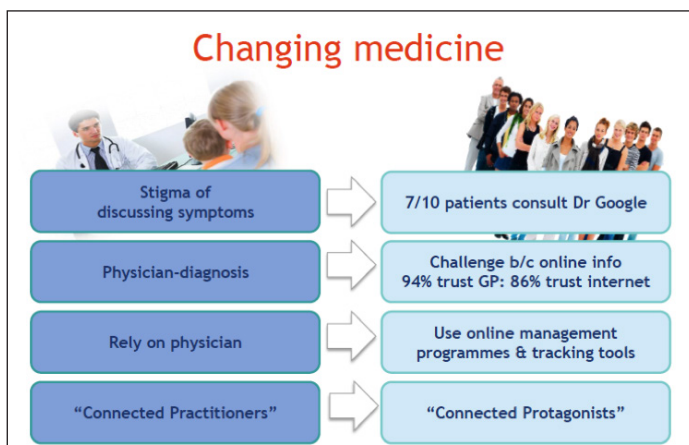 Changing medicine
Stigma of
discussing symptoms
7/10 patients consult Dr Google
Physician-diagnosis
Challenge b/c online info
94% trust GP: 86% trust internet
Rely on physician
Use online management
programmes & tracking tools
“Connected Practitioners”
“Connected Protagonists”